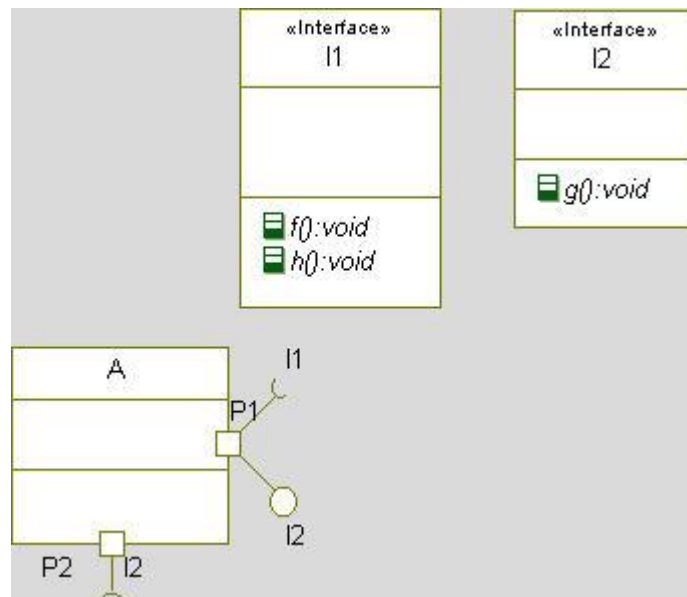 «Interface»
I1
f():void
h():void
«Interface»
I2
g():void
A
P1
I1
I2
P2
I2